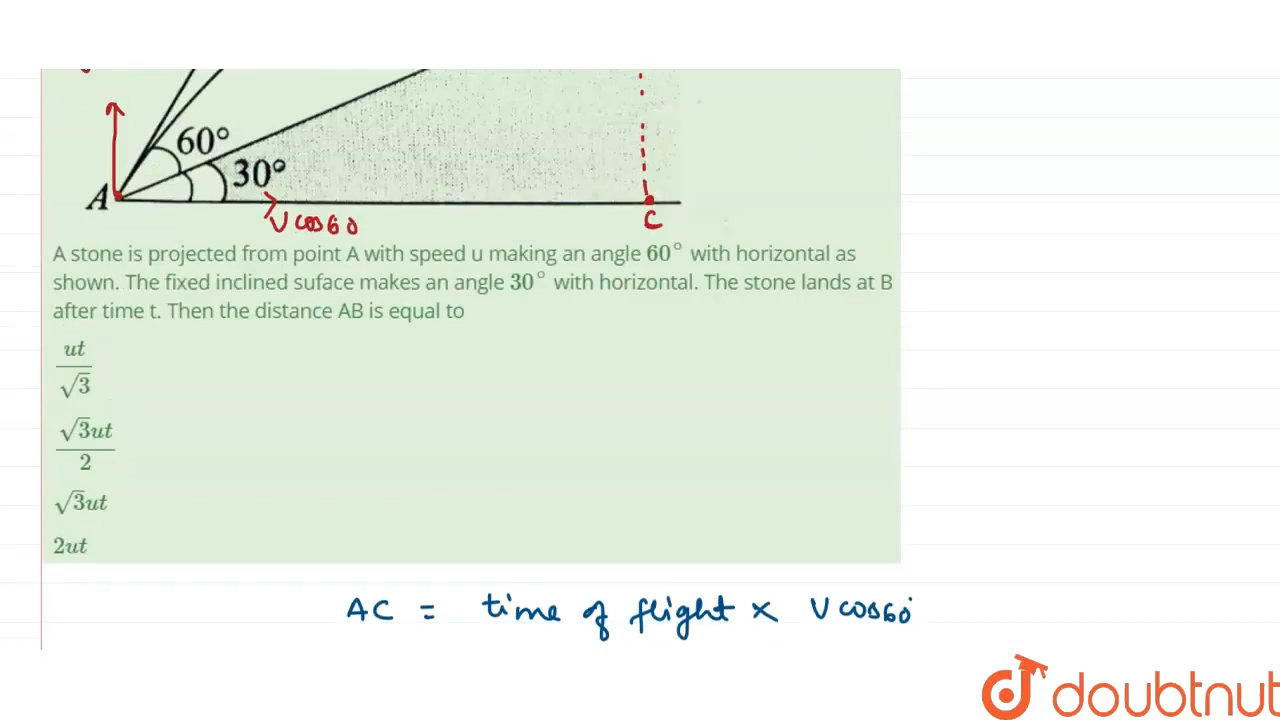 60°
30°
A
U cos 60
C
A stone is projected from point A with speed u making an angle 60° with horizontal as
shown. The fixed inclined suface makes an angle 30° with horizontal. The stone lands at B
after time t. Then the distance AB is equal to
ut/√3
√3ut/2
√3ut
2ut
AC = time of flight × U cos 60°
doubtnut